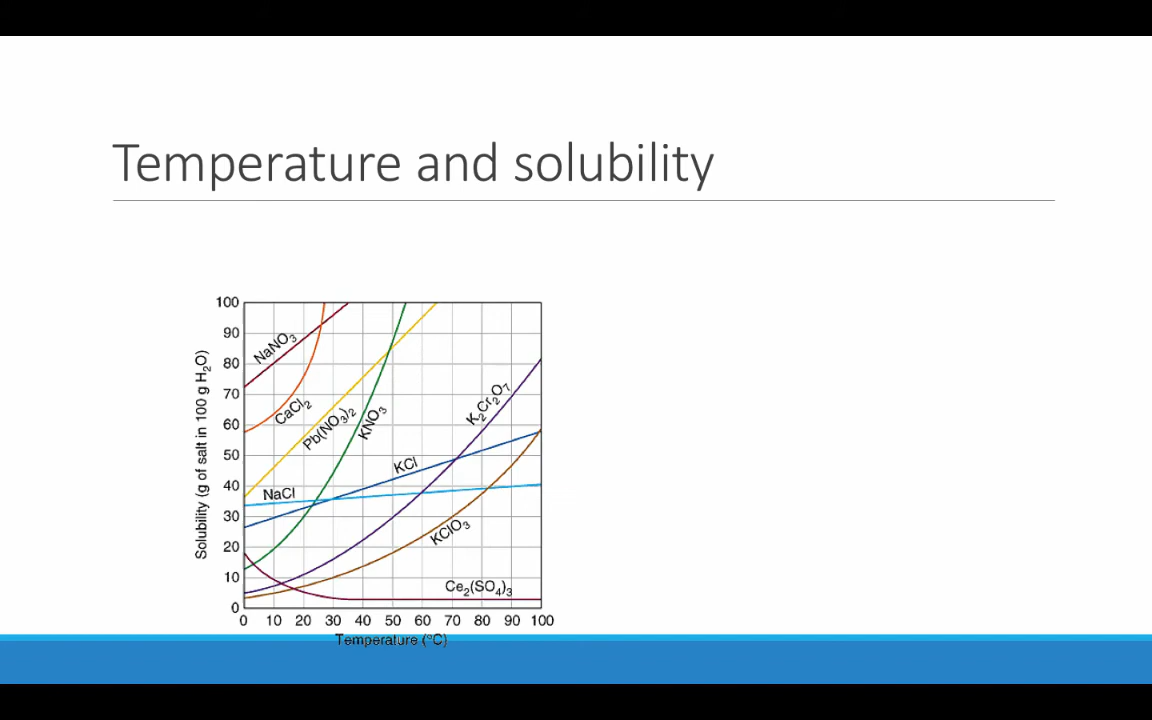 Temperature and solubility
100
90
80
70
60
50
40
30
20
10
0
Solubility (g of salt in 100 g H₂O)
NaNO₃
CaCl₂
Pb(NO₃)₂
KNO₃
K₂Cr₂O₇
KCl
NaCl
KClO₃
Ce₂(SO₄)₃
0 10 20 30 40 50 60 70 80 90 100
Temperature (°C)